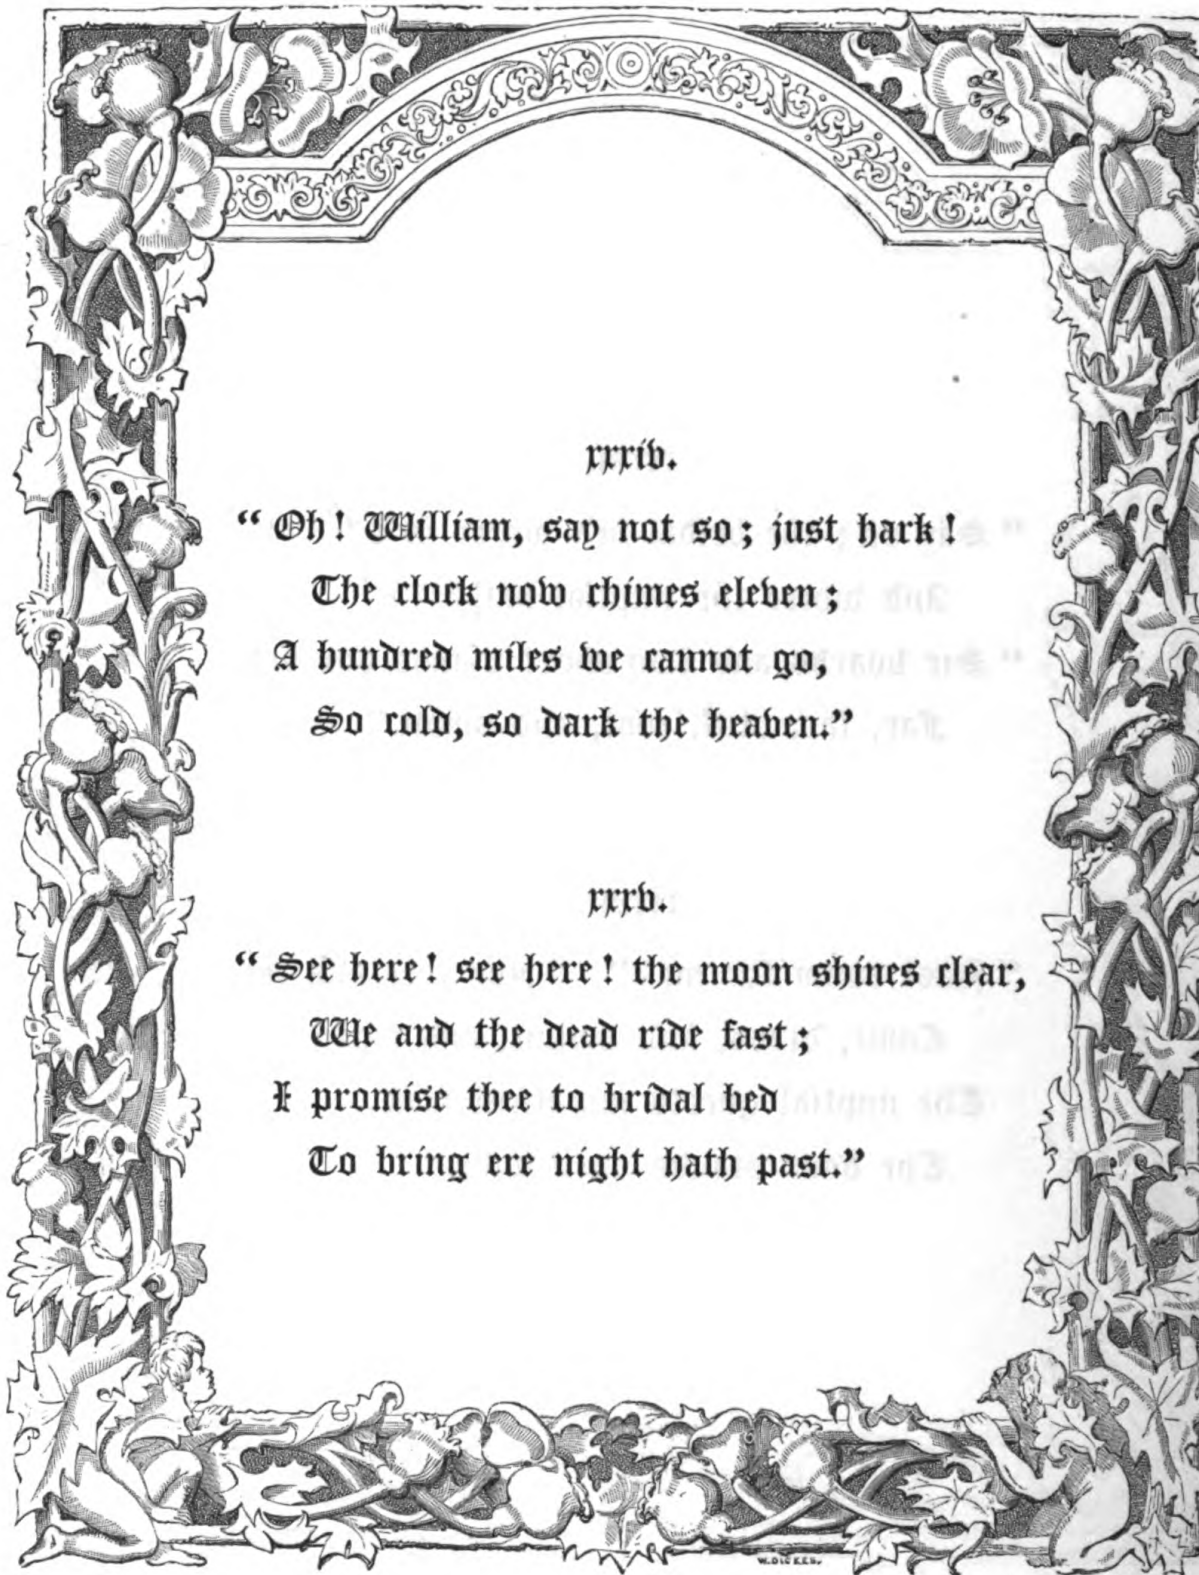 xxxiv.
“ Oh! William, say not so; just hark!
The clock now chimes eleven;
A hundred miles we cannot go,
So cold, so dark the heaven.”
xxxv.
“ See here! see here! the moon shines clear,
We and the dead ride fast;
I promise thee to bridal bed
To bring ere night hath past.”
W. DICKES.